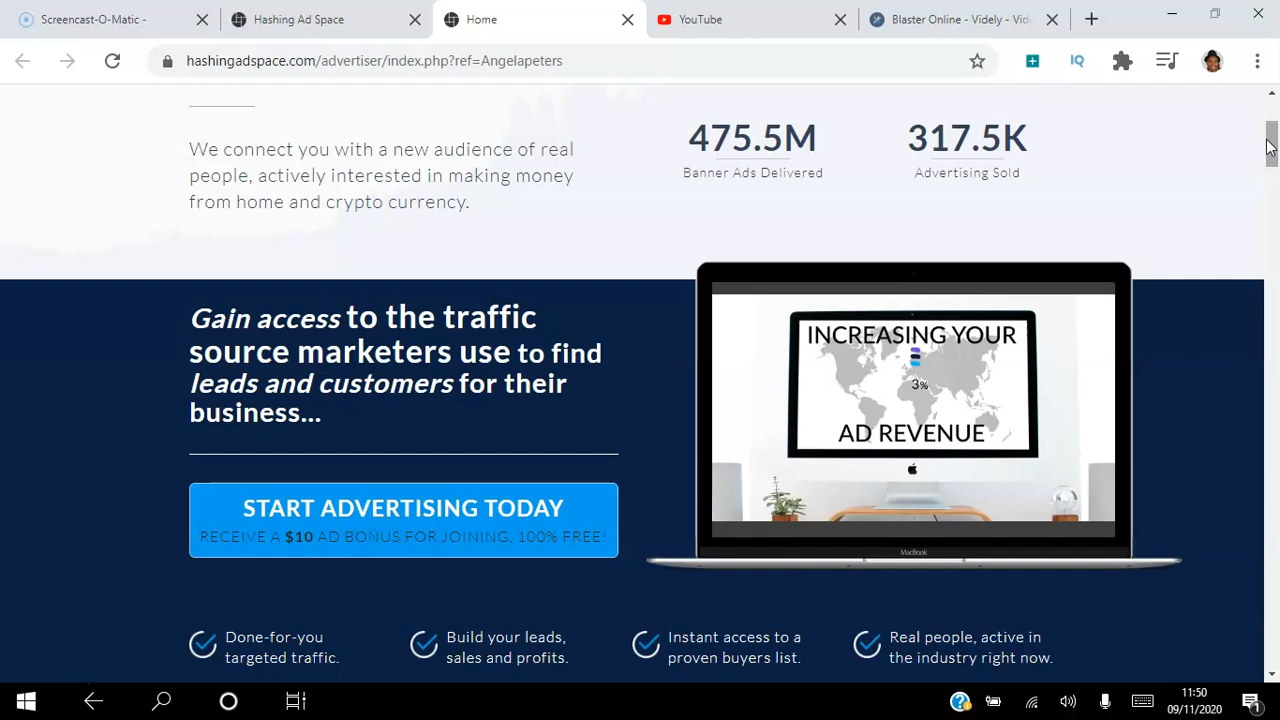 Screencast-O-Matic -
Hashing Ad Space
Home
YouTube
Blaster Online - Videly - Vid
hashingadspace.com/advertiser/index.php?ref=Angelapeters
IQ
We connect you with a new audience of real
people, actively interested in making money
from home and crypto currency.
475.5M
Banner Ads Delivered
317.5K
Advertising Sold
Gain access to the traffic
source marketers use to find
leads and customers for their
business...
START ADVERTISING TODAY
RECEIVE A $10 AD BONUS FOR JOINING, 100% FREE!
INCREASING YOUR
3%
AD REVENUE
MacBook
Done-for-you
targeted traffic.
Build your leads,
sales and profits.
Instant access to a
proven buyers list.
Real people, active in
the industry right now.
11:50
09/11/2020
1